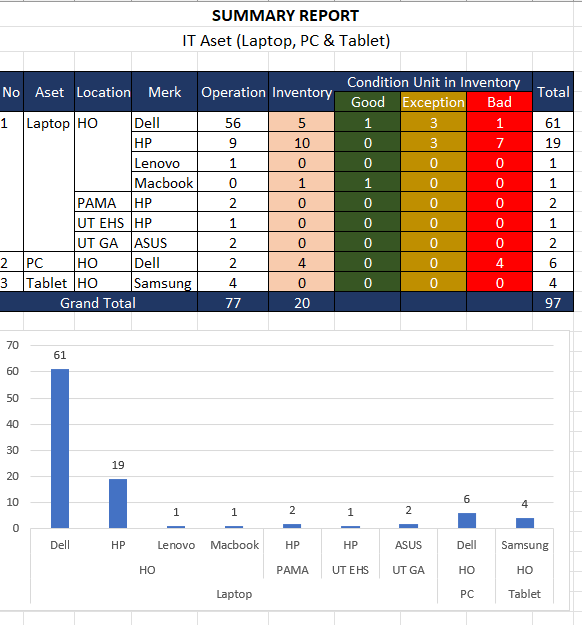 SUMMARY REPORT
IT Aset (Laptop, PC & Tablet)
No Aset Location Merk Operation Inventory Condition Unit in Inventory Total
Good Exception Bad
1 Laptop HO Dell 56 5 1 3 1 61
HP 9 10 0 3 7 19
Lenovo 1 0 0 0 0 1
Macbook 0 1 1 0 0 1
PAMA HP 2 0 0 0 0 2
UT EHS HP 1 0 0 0 0 1
UT GA ASUS 2 0 0 0 0 2
2 PC HO Dell 2 4 0 0 4 6
3 Tablet HO Samsung 4 0 0 0 0 4
Grand Total 77 20 97
70
60
50
40
30
20
10
0
61 19 1 1 2 1 2 6 4
Dell HP Lenovo Macbook HP HP ASUS Dell Samsung
HO PAMA UT EHS UT GA HO HO
Laptop PC Tablet